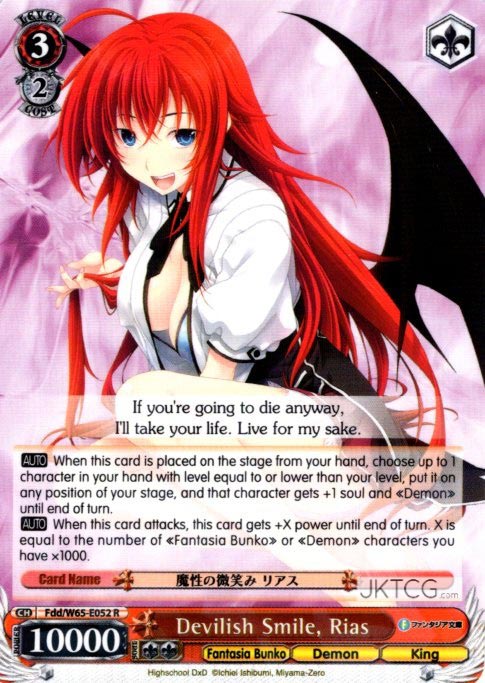 LEVEL
3
2
COST
If you're going to die anyway,
I'll take your life. Live for my sake.
AUTO When this card is placed on the stage from your hand, choose up to 1
character in your hand with level equal to or lower than your level, put it on
any position of your stage, and that character gets +1 soul and ≪Demon≫
until end of turn.
AUTO When this card attacks, this card gets +X power until end of turn. X is
equal to the number of ≪Fantasia Bunko≫ or ≪Demon≫ characters you
have ×1000.
Card Name 魔性の微笑み リアス
JKTCG.com
CH Fdd/W65-E052 R
Devilish Smile, Rias
ファンタジア文庫
POWER 10000 SOUL Fantasia Bunko Demon King
Highschool DxD ©Ichiei Ishibumi, Miyama-Zero